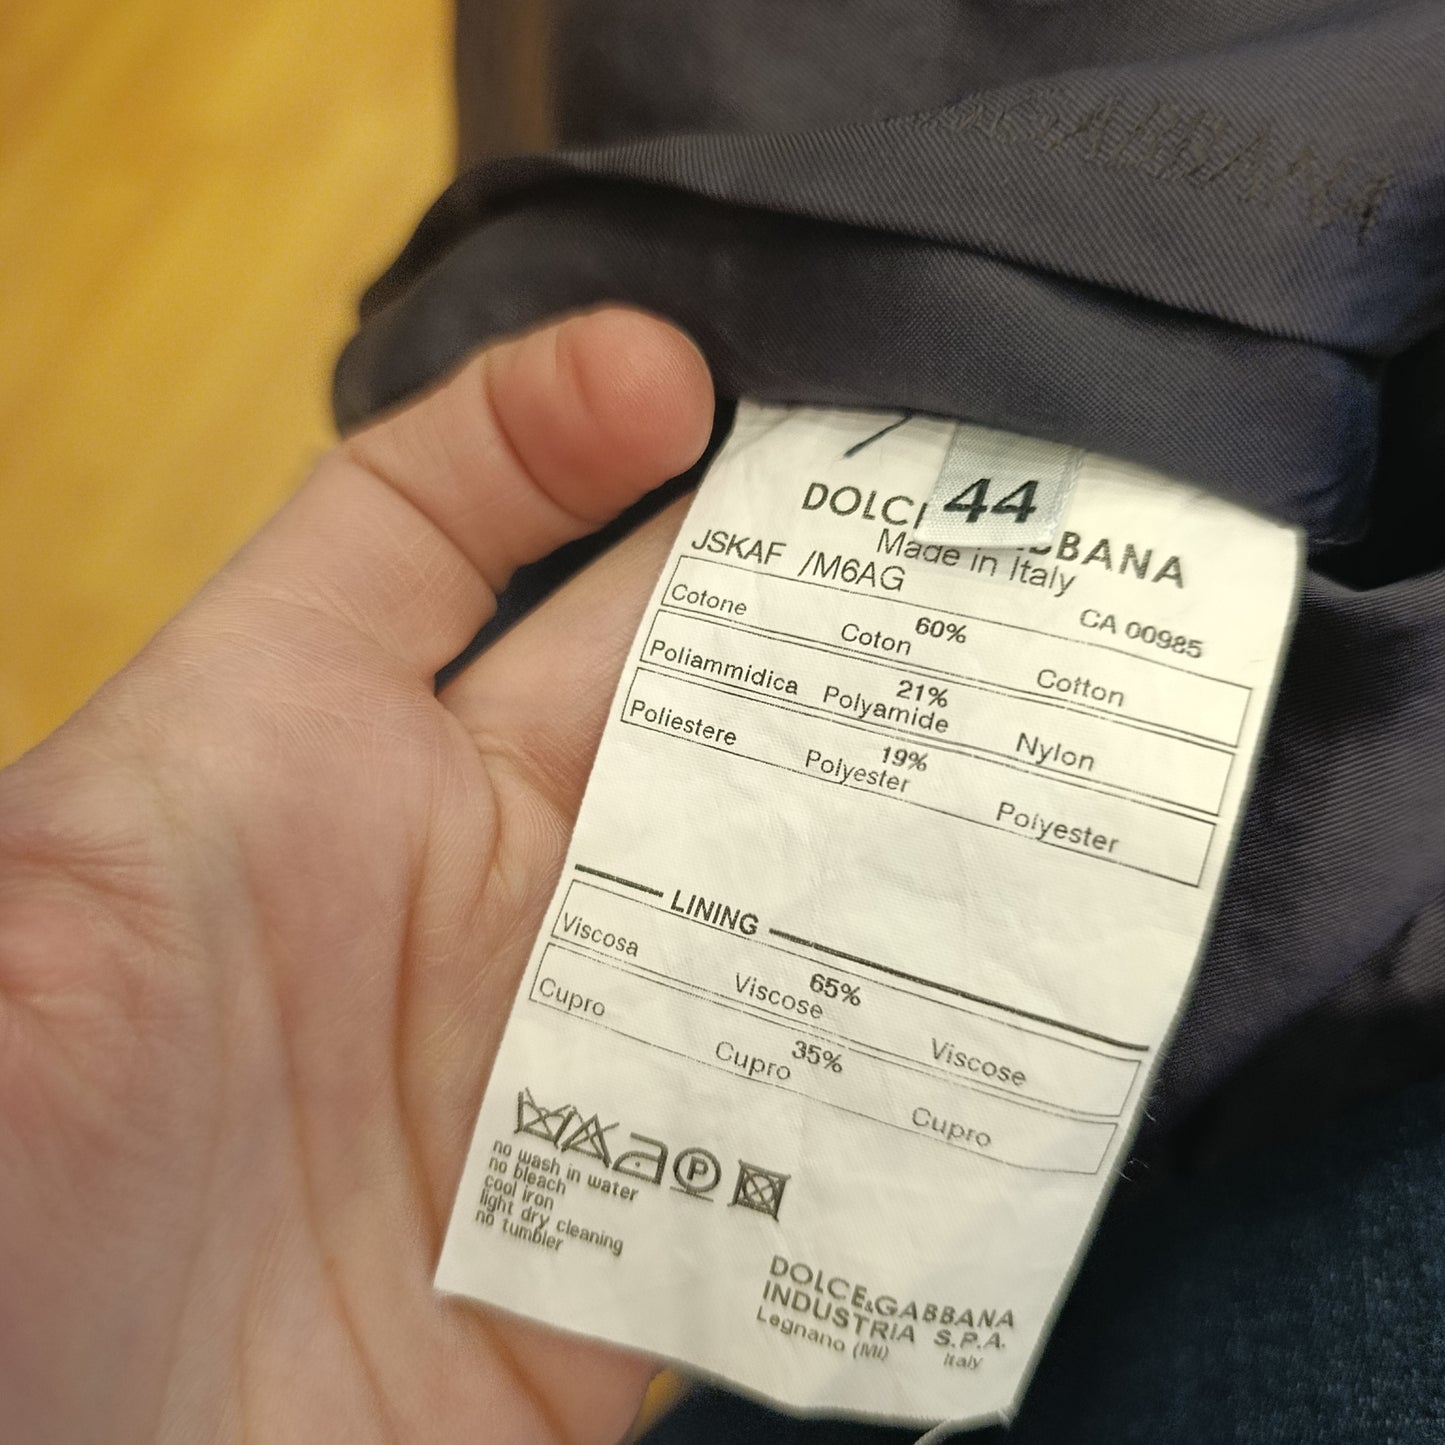 GABBANA
44
DOLC BBANA
Made in Italy
JSKAF /M6AG
CA 00985
60%
Cotone Coton Cotton
21%
Poliammidica Polyamide Nylon
19%
Poliestere Polyester Polyester
LINING
65%
Viscosa Viscose Viscose
35%
Cupro Cupro Cupro
P
no wash in water
no bleach
cool iron
light dry cleaning
no tumbler
DOLCE&GABBANA
INDUSTRIA S.P.A.
Legnano (MI) Italy